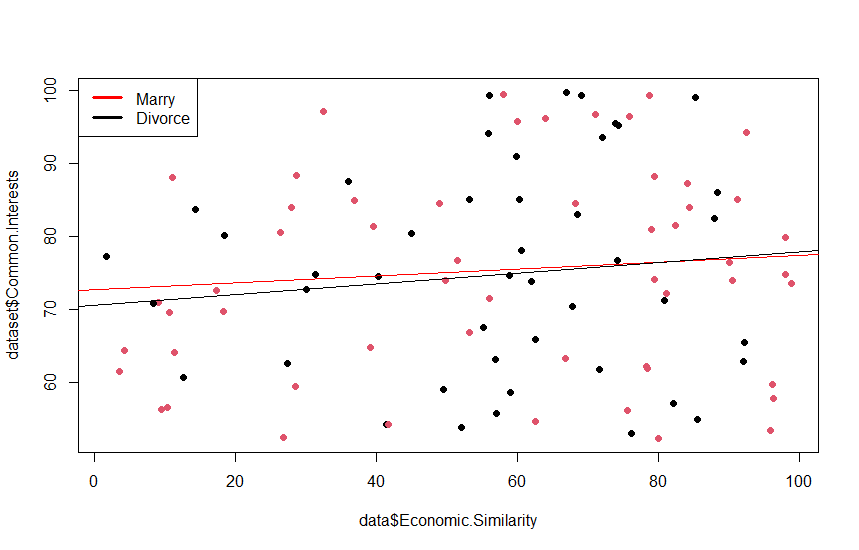 Marry
Divorce
dataset$Common.Interests
100
90
80
70
60
0 20 40 60 80 100
data$Economic.Similarity